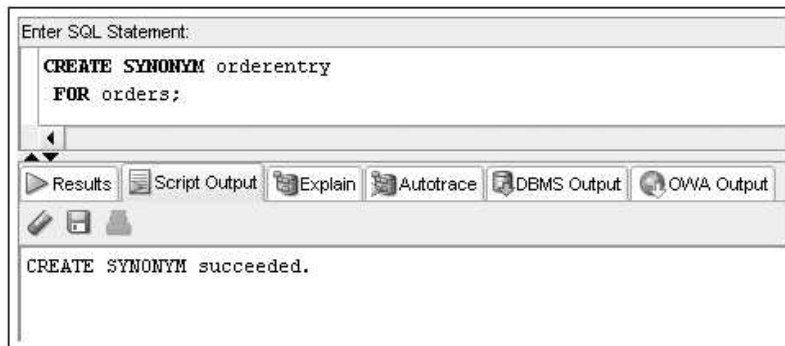 Enter SQL Statement:
CREATE SYNONYM orderentry
FOR orders;
Results Script Output Explain Autotrace DBMS Output OWA Output
CREATE SYNONYM succeeded.